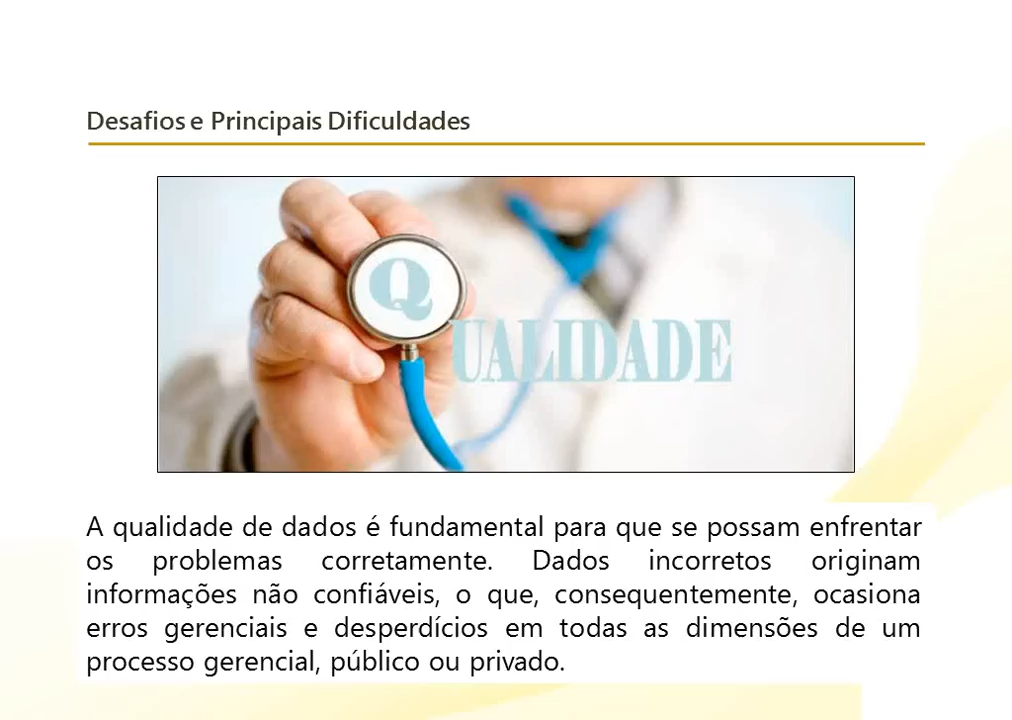 Desafios e Principais Dificuldades
QUALIDADE
A qualidade de dados é fundamental para que se possam enfrentar
os problemas corretamente. Dados incorretos originam
informações não confiáveis, o que, consequentemente, ocasiona
erros gerenciais e desperdícios em todas as dimensões de um
processo gerencial, público ou privado.